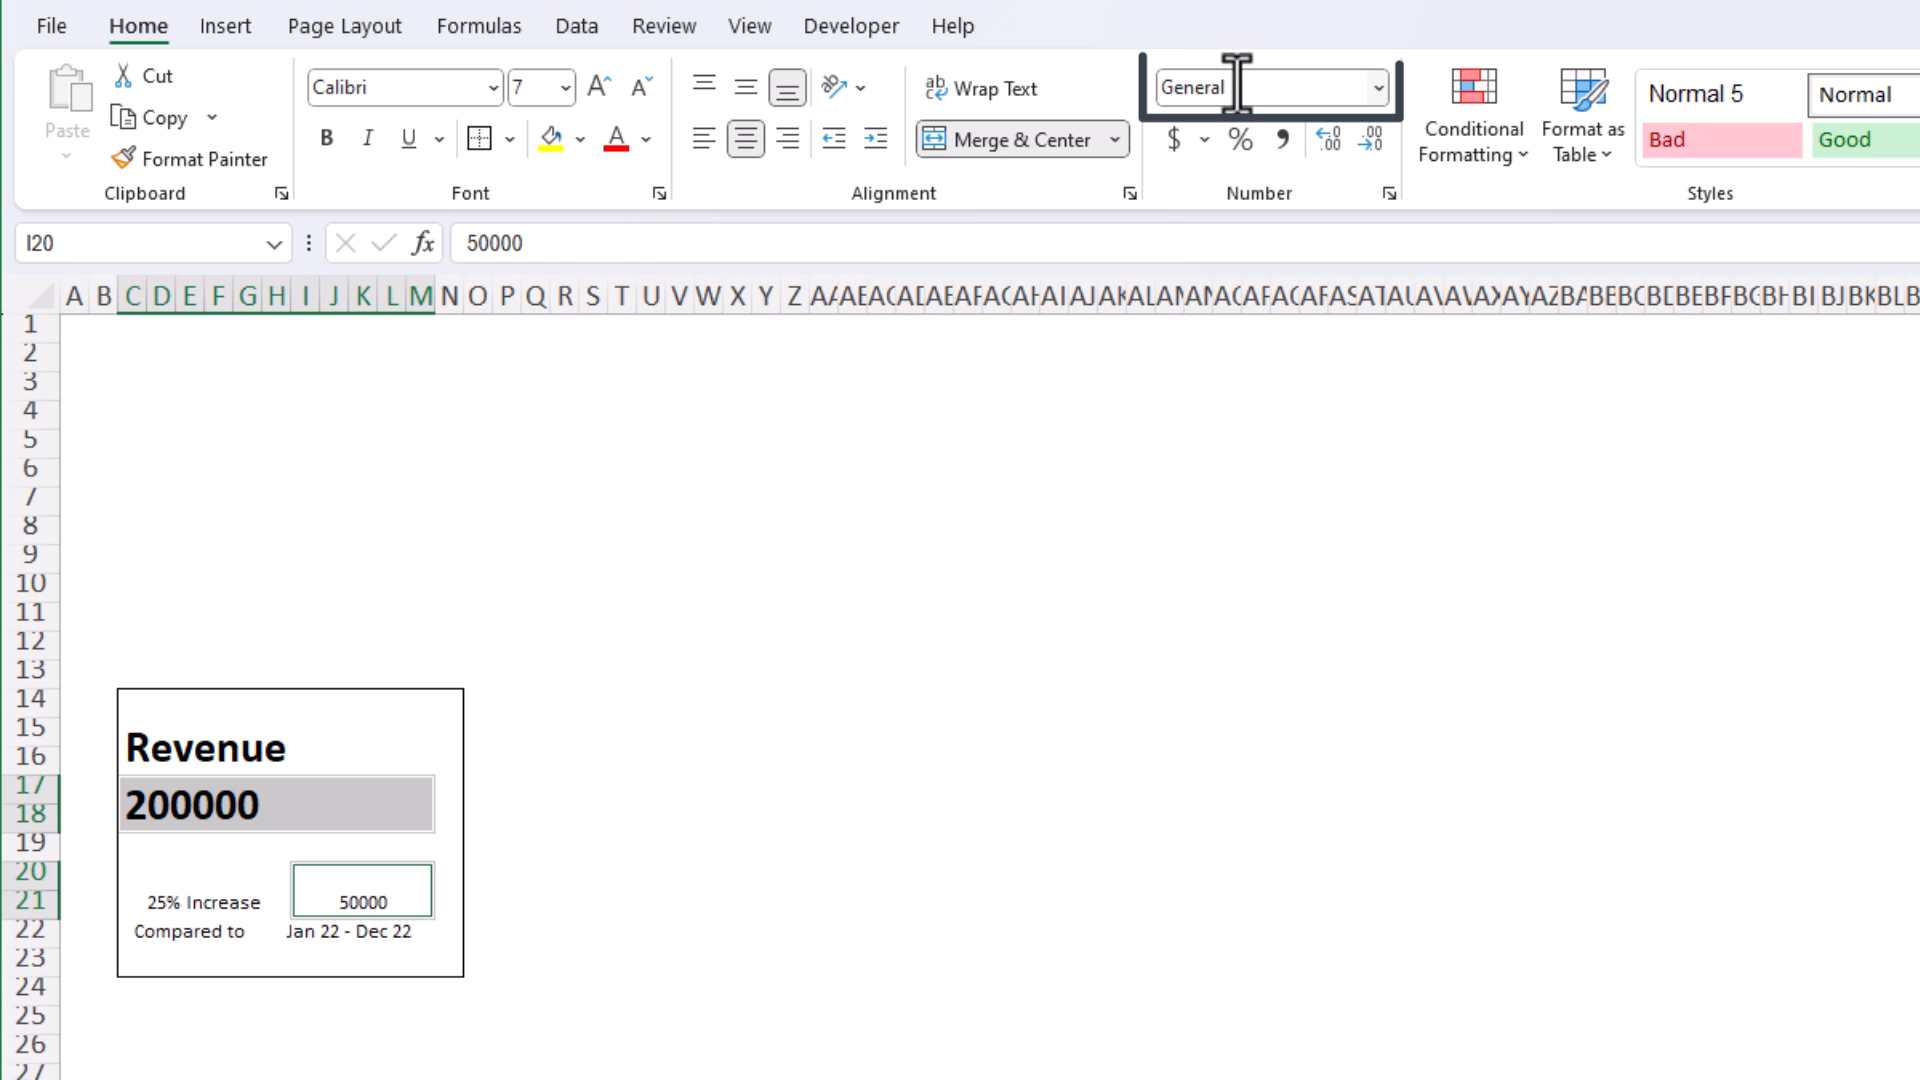 File Home Insert Page Layout Formulas Data Review View Developer Help
Paste
Cut
Copy
Format Painter
Clipboard
Calibri 7
B I U A
Font
Wrap Text
Merge & Center
Alignment
General
$ % ,
Number
Conditional Formatting
Format as Table
Normal 5 Normal
Bad Good
Styles
I20 fx 50000
A B C D E F G H I J K L M N O P Q R S T U V W X Y Z
1
2
3
4
5
6
7
8
9
10
11
12
13
14
15
16
17
18
19
20
21
22
23
24
25
26
27
Revenue
200000
25% Increase 50000
Compared to Jan 22 - Dec 22